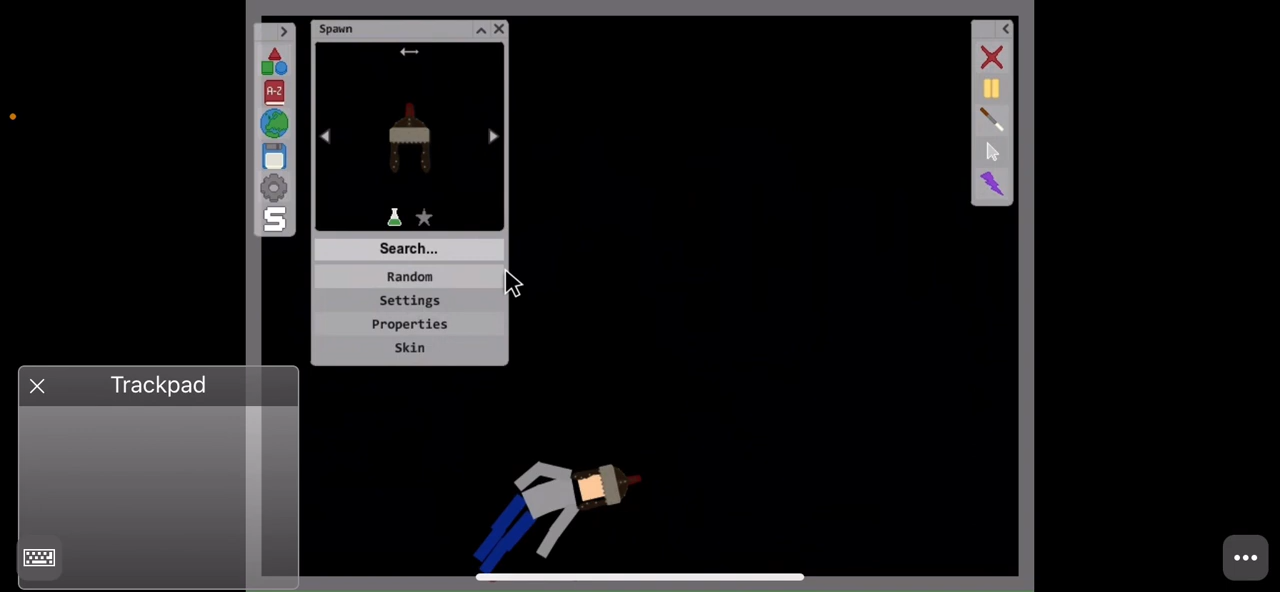 Spawn
A-Z
S
Search...
Random
Settings
Properties
Skin
Trackpad